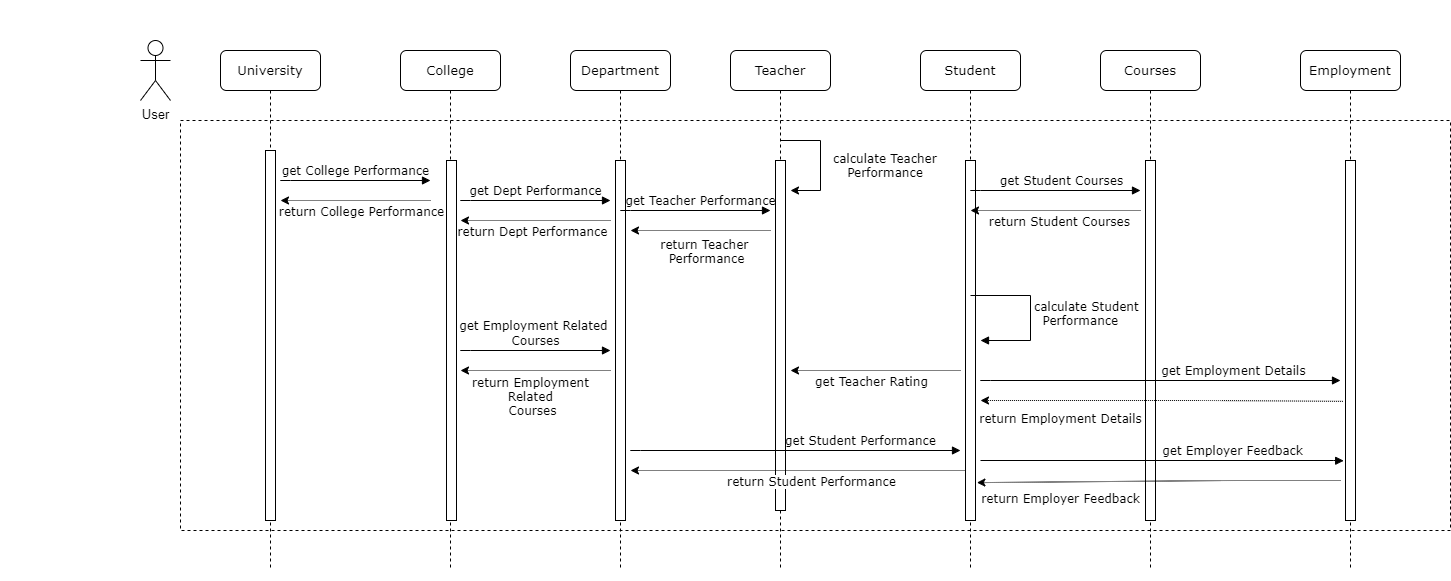 University
College
Department
Teacher
Student
Courses
Employment
User
calculate Teacher
Performance
get College Performance
get Dept Performance
get Teacher Performance
get Student Courses
return College Performance
return Dept Performance
return Teacher
Performance
return Student Courses
calculate Student
Performance
get Employment Related
Courses
return Employment
Related
Courses
get Teacher Rating
get Employment Details
return Employment Details
get Student Performance
return Student Performance
get Employer Feedback
return Employer Feedback